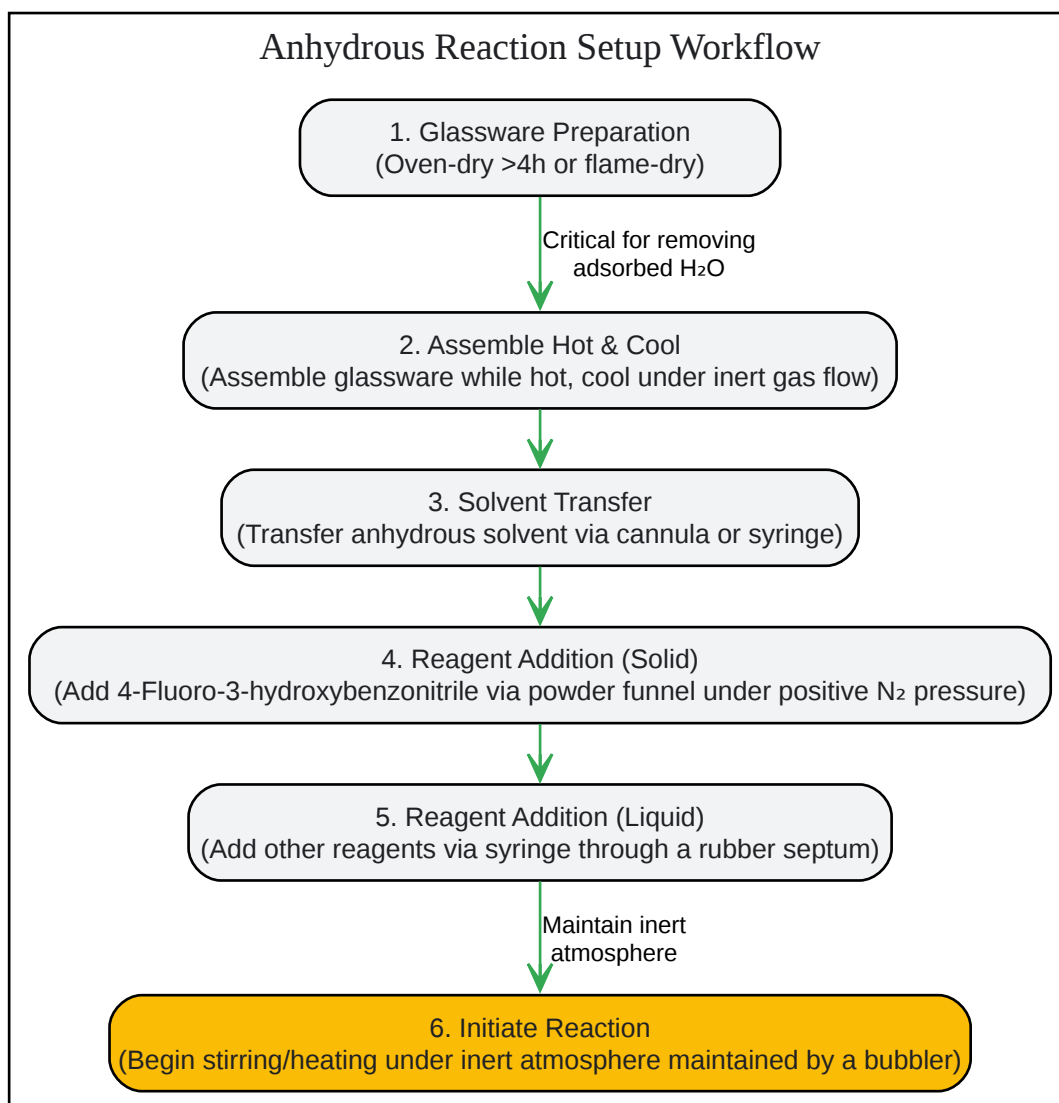 Anhydrous Reaction Setup Workflow
1. Glassware Preparation
(Oven-dry >4h or flame-dry)
Critical for removing
adsorbed H₂O
2. Assemble Hot & Cool
(Assemble glassware while hot, cool under inert gas flow)
3. Solvent Transfer
(Transfer anhydrous solvent via cannula or syringe)
4. Reagent Addition (Solid)
(Add 4-Fluoro-3-hydroxybenzonitrile via powder funnel under positive N₂ pressure)
5. Reagent Addition (Liquid)
(Add other reagents via syringe through a rubber septum)
Maintain inert
atmosphere
6. Initiate Reaction
(Begin stirring/heating under inert atmosphere maintained by a bubbler)